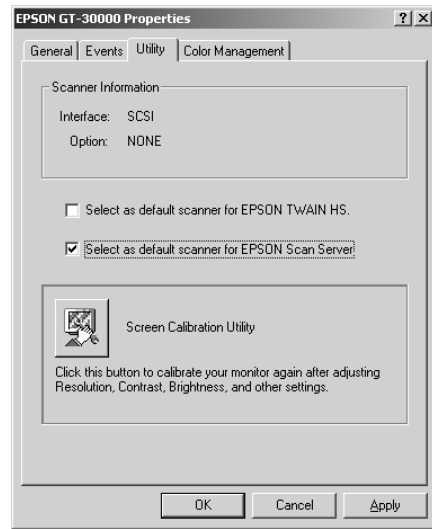 EPSON GT-30000 Properties
General Events Utility Color Management
Scanner Information
Interface: SCSI
Option: NONE
Select as default scanner for EPSON TWAIN HS.
Select as default scanner for EPSON Scan Server
Screen Calibration Utility
Click this button to calibrate your monitor again after adjusting
Resolution, Contrast, Brightness, and other settings.
OK Cancel Apply